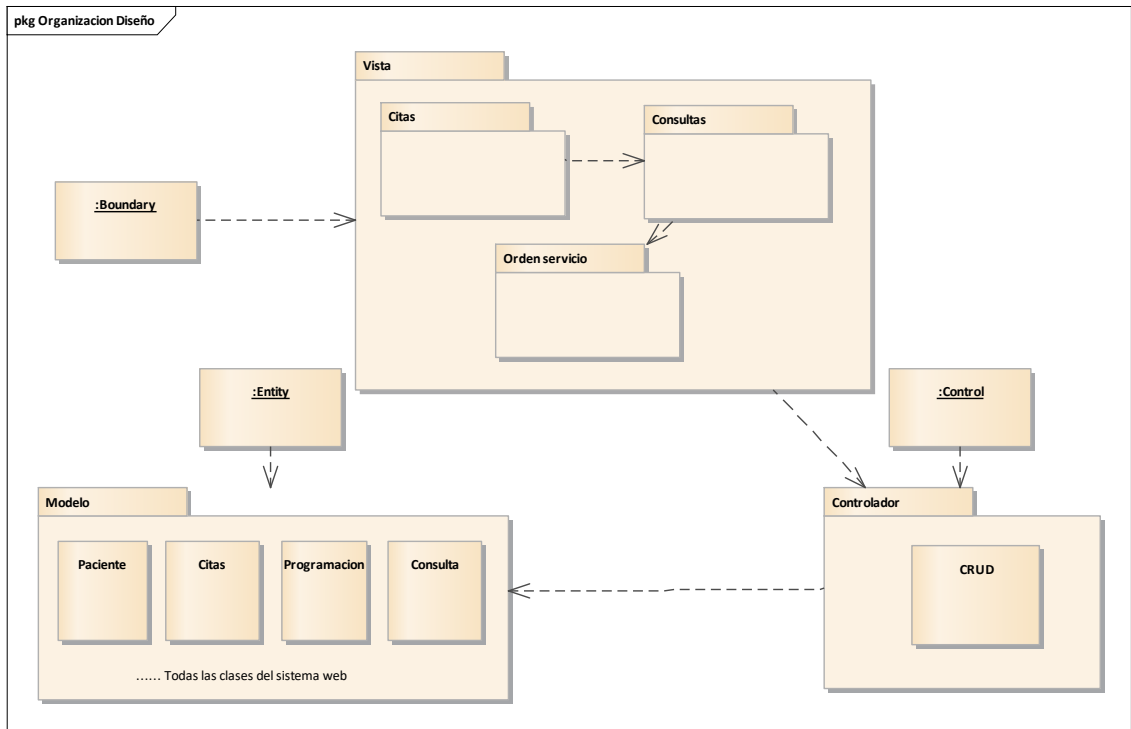 pkg Organizacion Diseño
Vista
Citas
Consultas
:Boundary
Orden servicio
:Entity
:Control
Modelo
Controlador
Paciente
Citas
Programacion
Consulta
CRUD
...... Todas las clases del sistema web